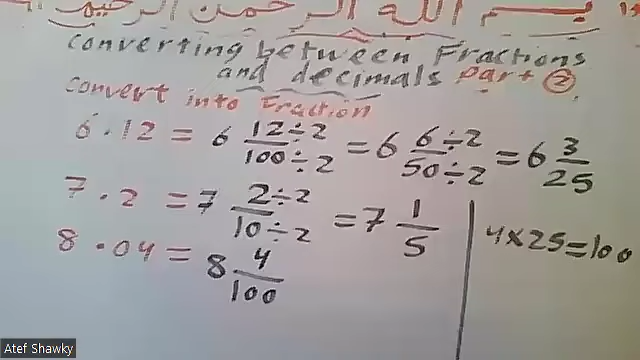 بسم الله الرحمن الرحيم
converting between Fractions
and decimals part ②
convert into Fraction
6.12 = 6 12÷2/100÷2 = 6 6÷2/50÷2 = 6 3/25
7.2 = 7 2÷2/10÷2 = 7 1/5
4×25=100
8.04 = 8 4/100
Atef Shawky